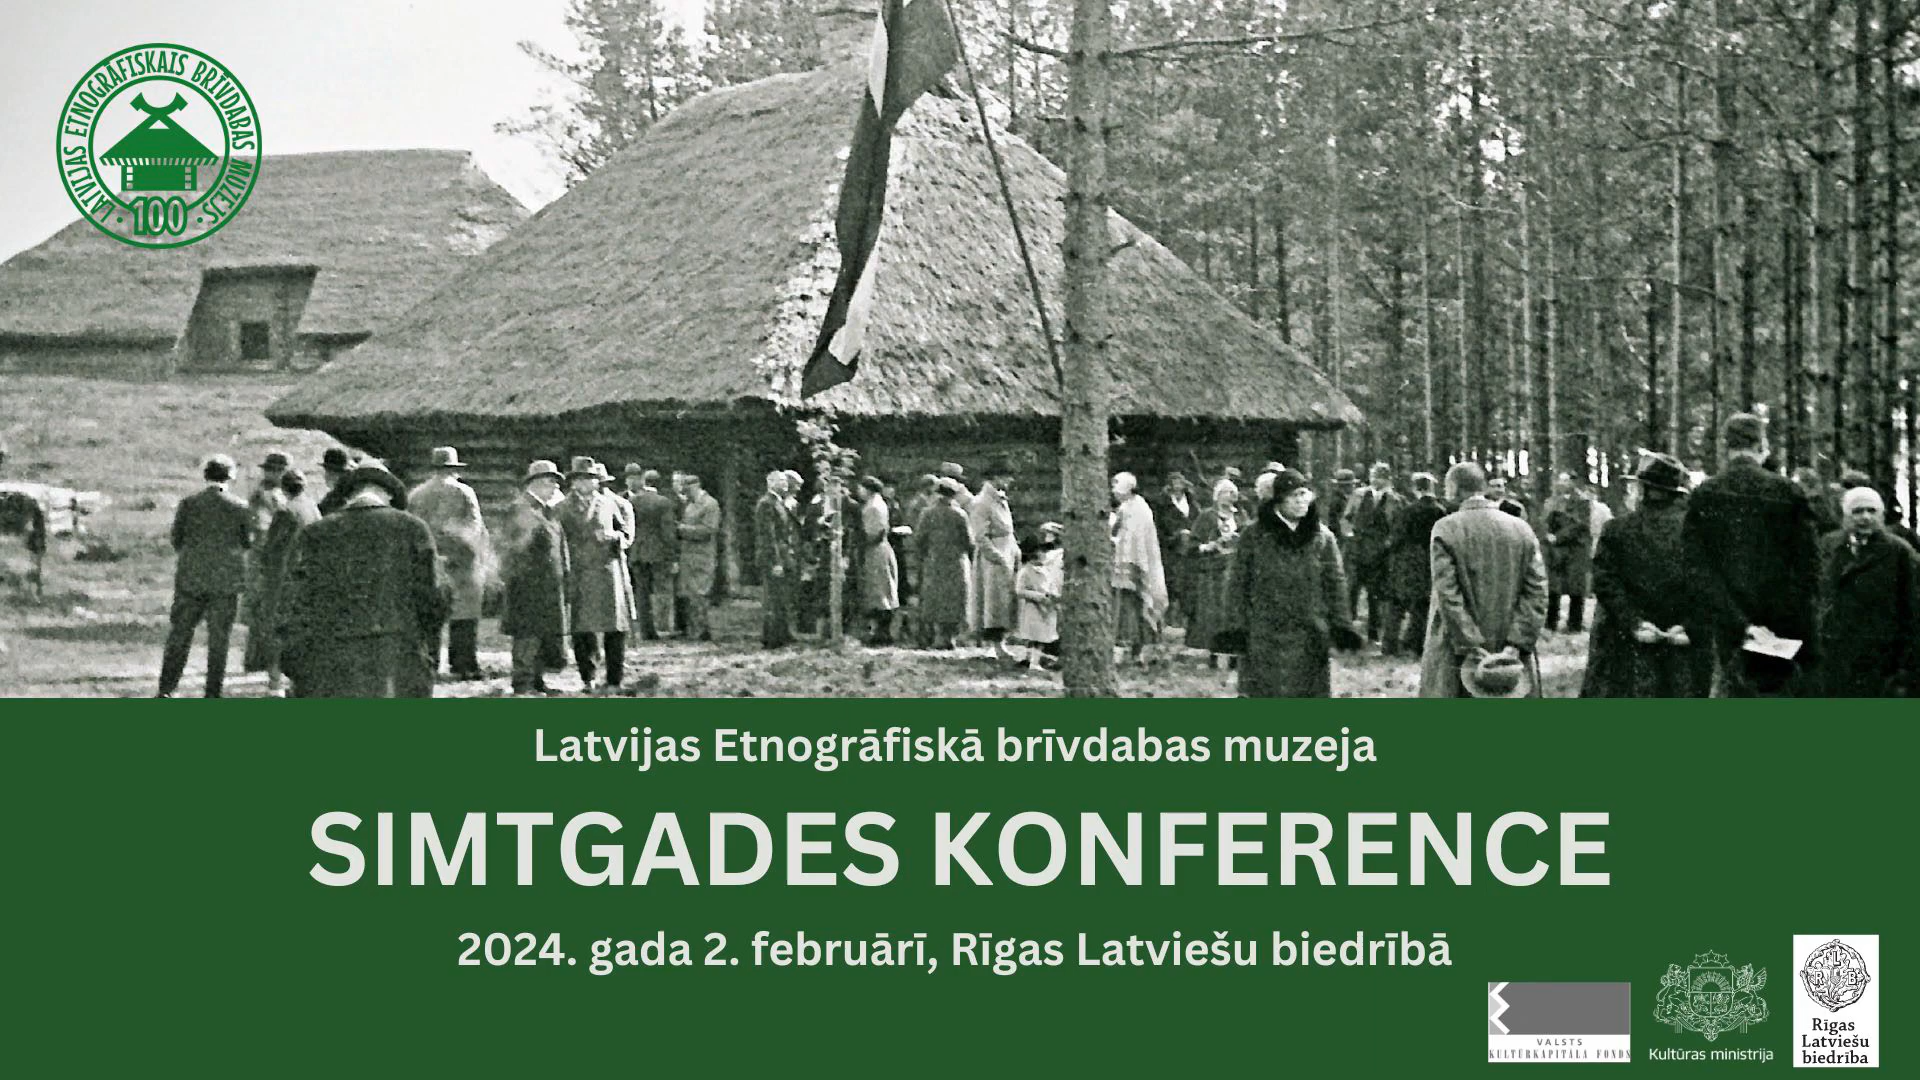 LATVIJAS ETNOGRĀFISKAIS BRĪVDABAS MUZEJS
100
Latvijas Etnogrāfiskā brīvdabas muzeja
SIMTGADES KONFERENCE
2024. gada 2. februārī, Rīgas Latviešu biedrībā
VALSTS
KULTŪRKAPITĀLA FONDS
Kultūras ministrija
R L B
Rīgas
Latviešu
biedrība